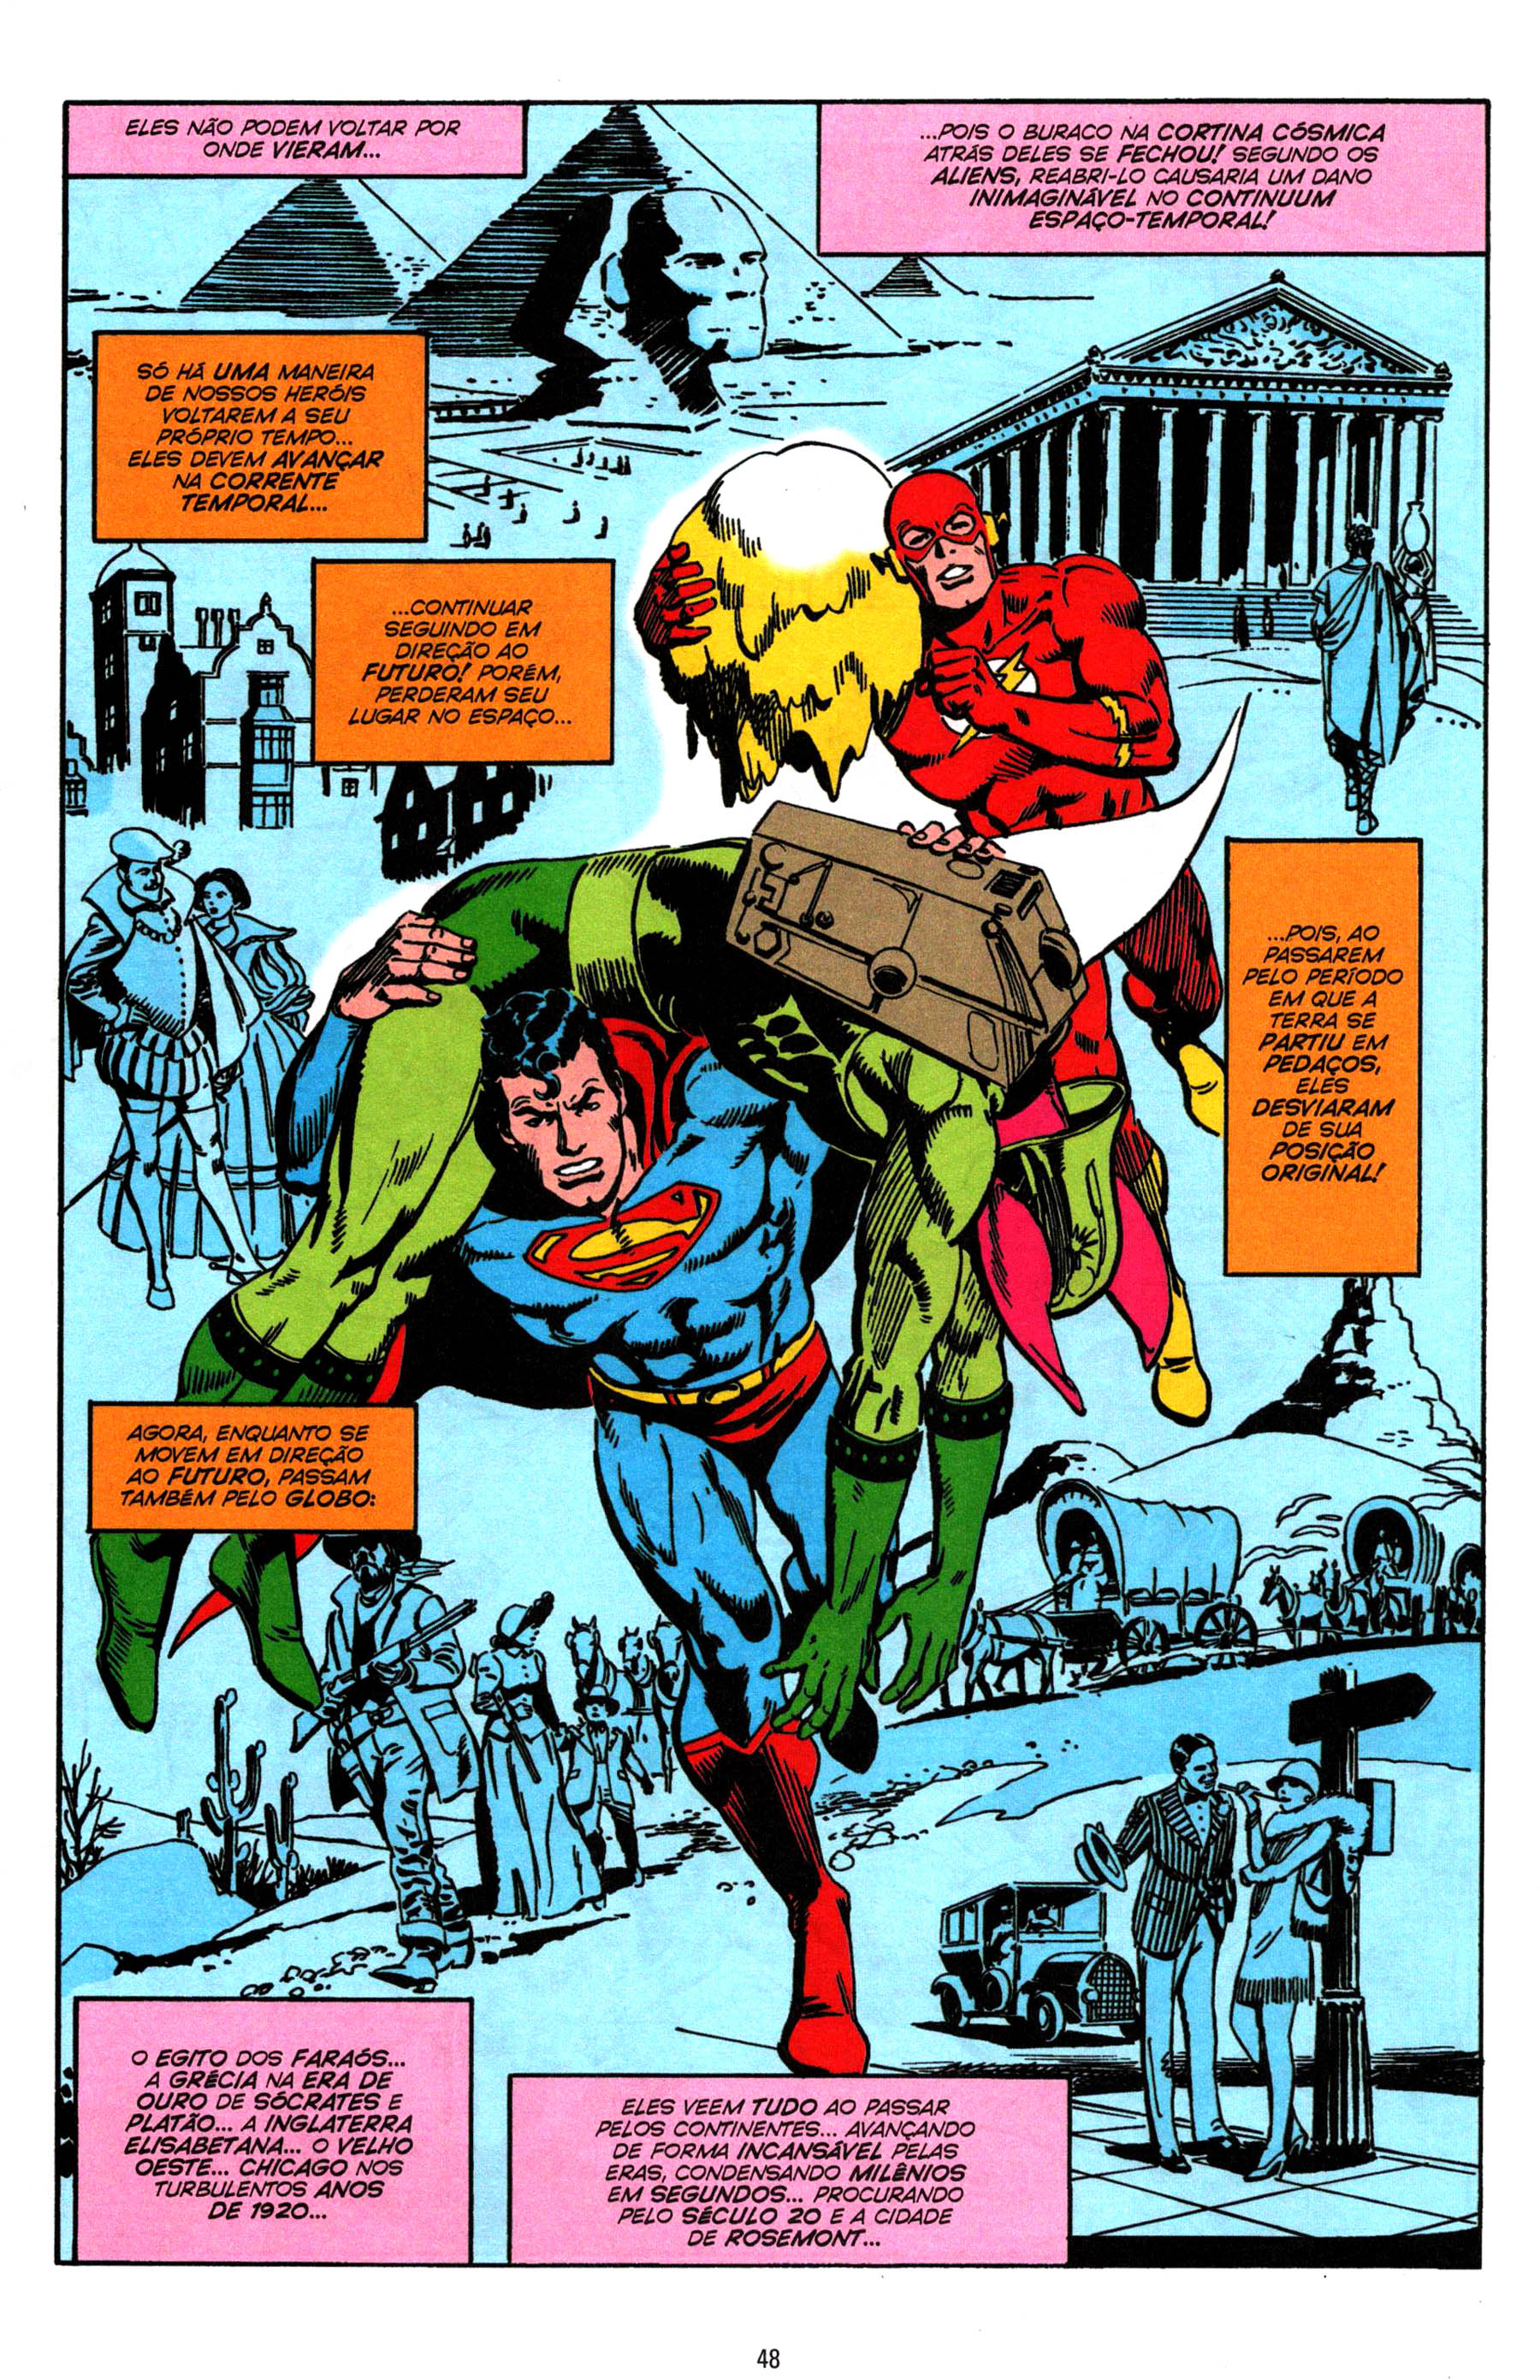 ELES NÃO PODEM VOLTAR POR
ONDE VIERAM...
...POIS O BURACO NA CORTINA CÓSMICA
ATRÁS DELES SE FECHOU! SEGUNDO OS
ALIENS, REABRI-LO CAUSARIA UM DANO
INIMAGINÁVEL NO CONTINUUM
ESPAÇO-TEMPORAL!
SÓ HÁ UMA MANEIRA
DE NOSSOS HERÓIS
VOLTAREM A SEU
PRÓPRIO TEMPO...
ELES DEVEM AVANÇAR
NA CORRENTE
TEMPORAL...
...CONTINUAR
SEGUINDO EM
DIREÇÃO AO
FUTURO! PORÉM,
PERDERAM SEU
LUGAR NO ESPAÇO...
...POIS, AO
PASSAREM
PELO PERÍODO
EM QUE A
TERRA SE
PARTIU EM
PEDAÇOS,
ELES
DESVIARAM
DE SUA
POSIÇÃO
ORIGINAL!
AGORA, ENQUANTO SE
MOVEM EM DIREÇÃO
AO FUTURO, PASSAM
TAMBÉM PELO GLOBO:
O EGITO DOS FARAÓS...
A GRÉCIA NA ERA DE
OURO DE SÓCRATES E
PLATÃO... A INGLATERRA
ELISABETANA... O VELHO
OESTE... CHICAGO NOS
TURBULENTOS ANOS
DE 1920...
ELES VEEM TUDO AO PASSAR
PELOS CONTINENTES... AVANÇANDO
DE FORMA INCANSÁVEL PELAS
ERAS, CONDENSANDO MILÊNIOS
EM SEGUNDOS... PROCURANDO
PELO SÉCULO 20 E A CIDADE
DE ROSEMONT...
48